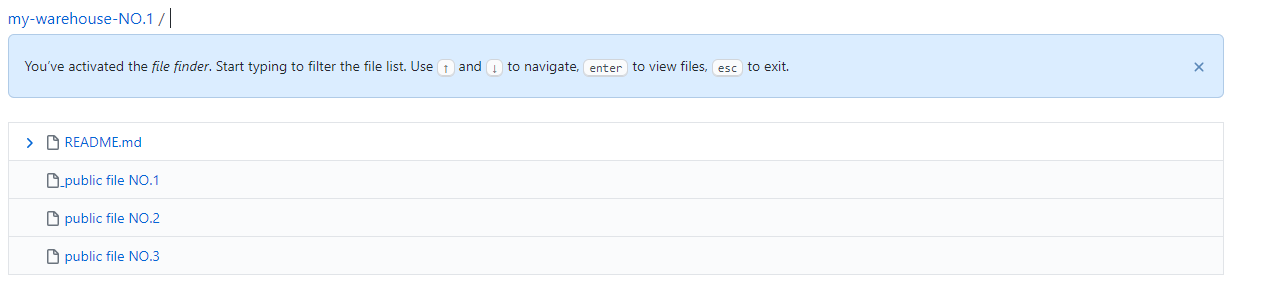 my-warehouse-NO.1 /
You've activated the file finder. Start typing to filter the file list. Use ↑ and ↓ to navigate, enter to view files, esc to exit. ×
README.md
public file NO.1
public file NO.2
public file NO.3